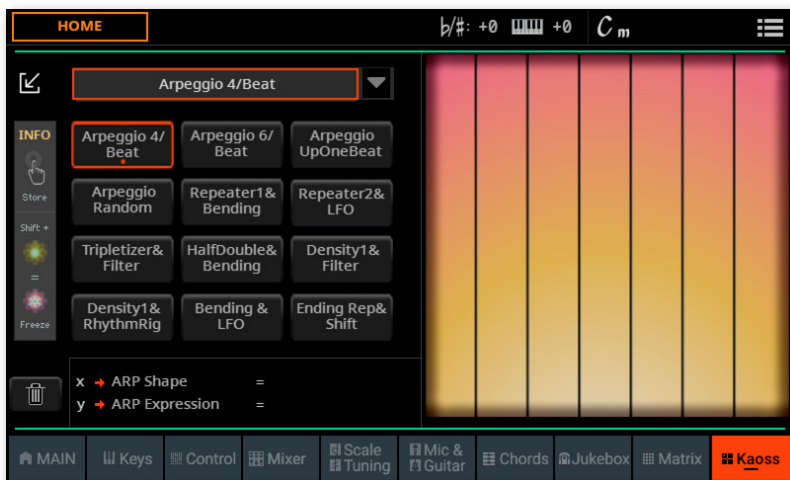 HOME
♭/♯: +0 +0 C m
Arpeggio 4/Beat
INFO
Store
Shift +
=
Freeze
Arpeggio 4/
Beat
Arpeggio 6/
Beat
Arpeggio
UpOneBeat
Arpeggio
Random
Repeater1&
Bending
Repeater2&
LFO
Tripletizer&
Filter
HalfDouble&
Bending
Density1&
Filter
Density1&
RhythmRig
Bending &
LFO
Ending Rep&
Shift
x → ARP Shape =
y → ARP Expression =
MAIN
Keys
Control
Mixer
Scale
Tuning
Mic &
Guitar
Chords
Jukebox
Matrix
Kaoss